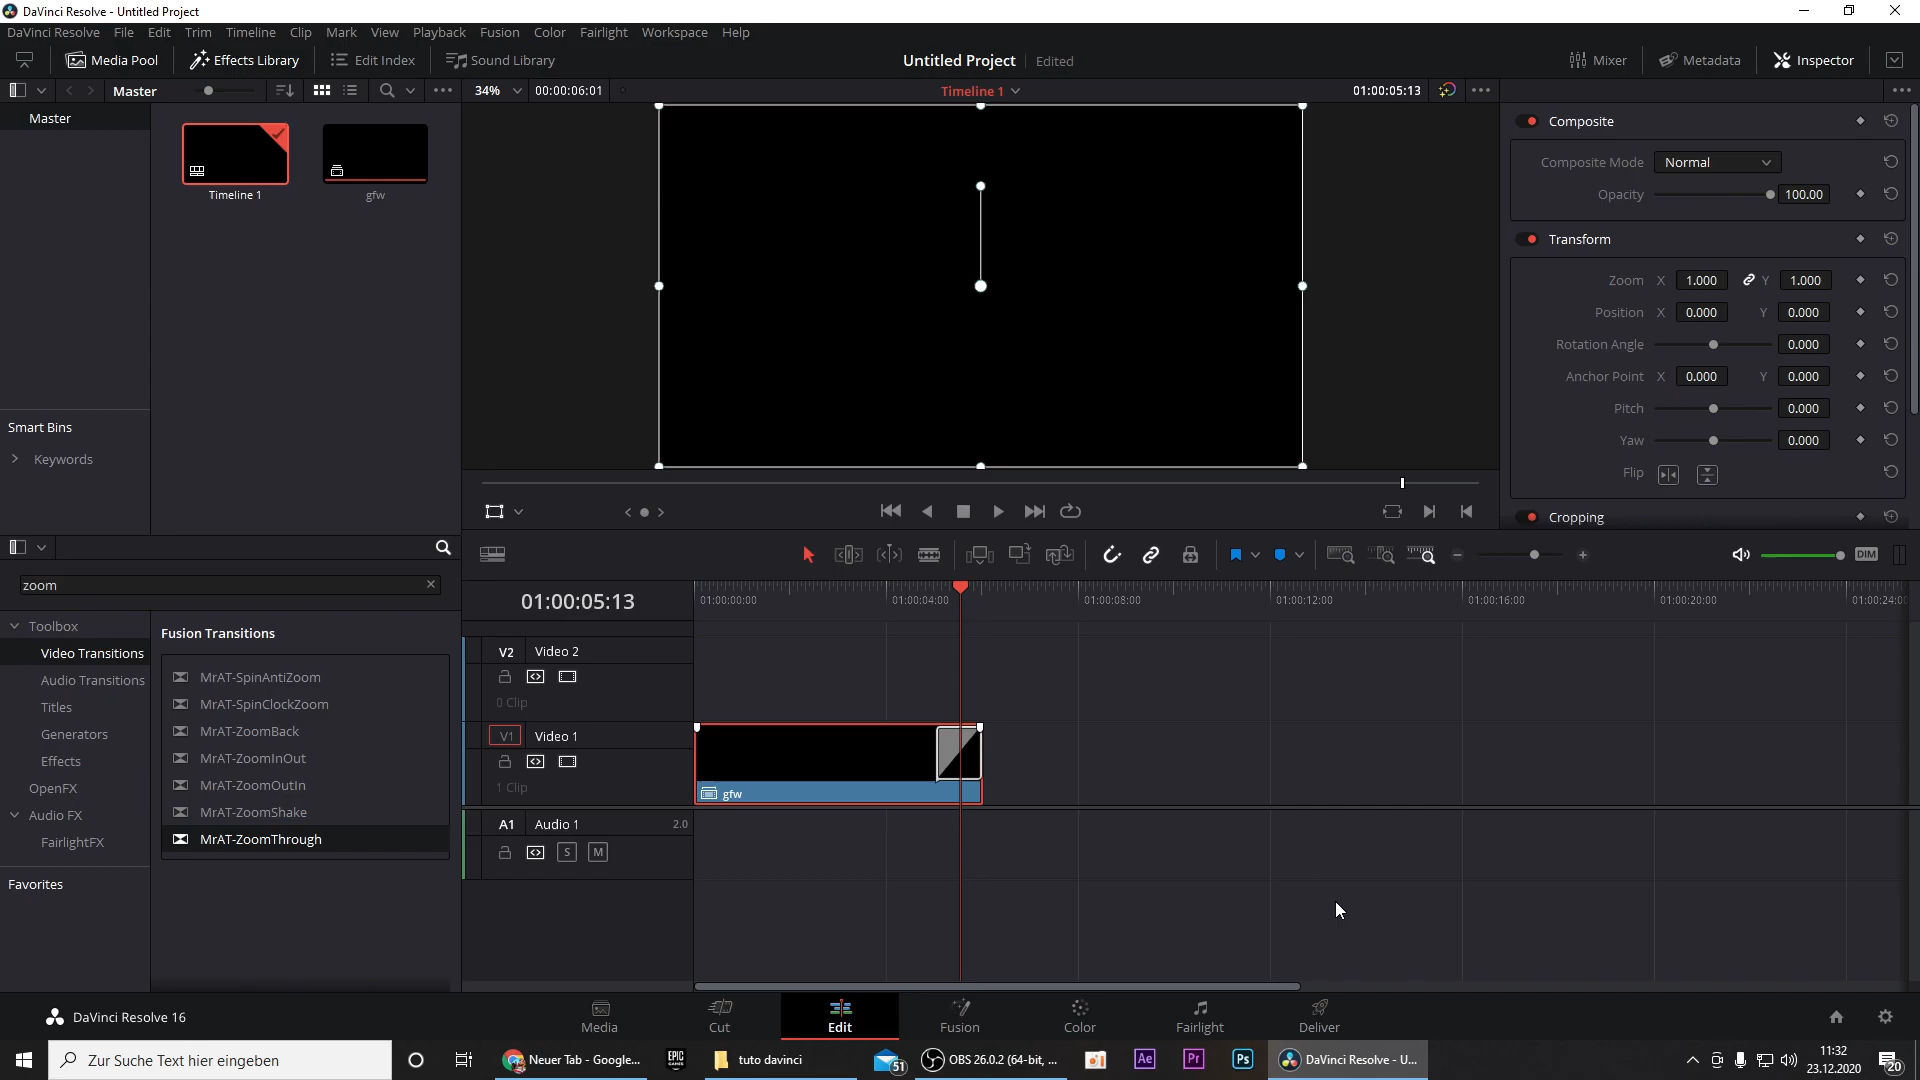 DaVinci Resolve - Untitled Project
DaVinci Resolve File Edit Trim Timeline Clip Mark View Playback Fusion Color Fairlight Workspace Help
Media Pool Effects Library Edit Index Sound Library Untitled Project Edited Mixer Metadata Inspector
Master 34% 00:00:06:01 Timeline 1 01:00:05:13
Master
Timeline 1
gfw
Smart Bins
Keywords
Composite
Composite Mode Normal
Opacity 100.00
Transform
Zoom X 1.000 Y 1.000
Position X 0.000 Y 0.000
Rotation Angle 0.000
Anchor Point X 0.000 Y 0.000
Pitch 0.000
Yaw 0.000
Flip
Cropping
DIM
zoom
Toolbox
Video Transitions
Audio Transitions
Titles
Generators
Effects
OpenFX
Audio FX
FairlightFX
Favorites
Fusion Transitions
MrAT-SpinAntiZoom
MrAT-SpinClockZoom
MrAT-ZoomBack
MrAT-ZoomInOut
MrAT-ZoomOutIn
MrAT-ZoomShake
MrAT-ZoomThrough
01:00:05:13
01:00:00:00 01:00:04:00 01:00:08:00 01:00:12:00 01:00:16:00 01:00:20:00 01:00:24:00
V2 Video 2
0 Clip
V1 Video 1
1 Clip
gfw
A1 Audio 1 2.0
S M
DaVinci Resolve 16
Media Cut Edit Fusion Color Fairlight Deliver
Zur Suche Text hier eingeben
Neuer Tab - Google...
EPIC GAMES
tuto davinci
51
OBS 26.0.2 (64-bit, ...
Ae Pr Ps
DaVinci Resolve - U...
11:32
23.12.2020
20